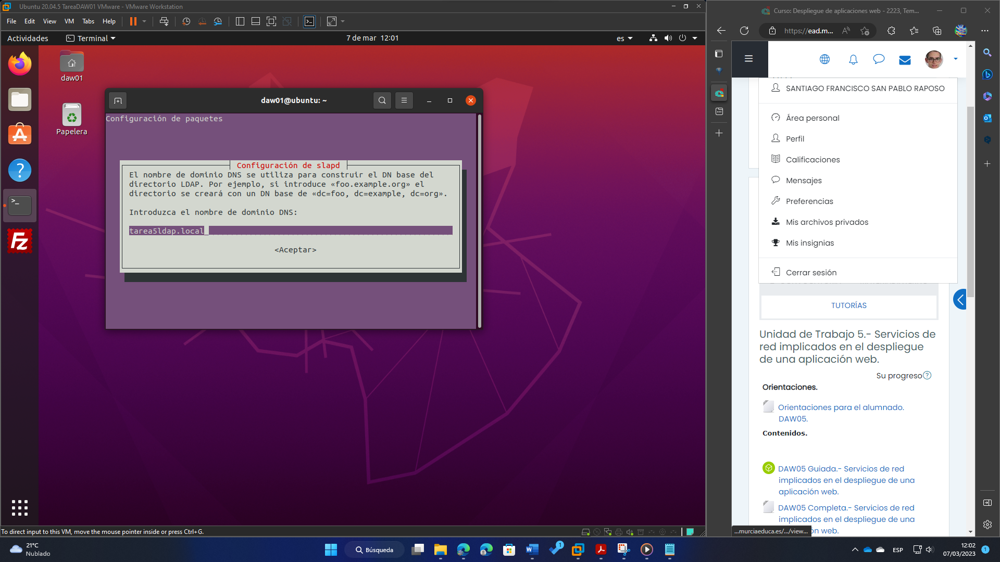 Ubuntu 20.04.5 TareaDAW01 VMware - VMware Workstation
File Edit View VM Tabs Help
Actividades Terminal 7 de mar 12:01 es
daw01
Papelera
daw01@ubuntu: ~
Configuración de paquetes
Configuración de slapd
El nombre de dominio DNS se utiliza para construir el DN base del
directorio LDAP. Por ejemplo, si introduce «foo.example.org» el
directorio se creará con un DN base de «dc=foo, dc=example, dc=org».
Introduzca el nombre de dominio DNS:
tarea5ldap.local_
<Aceptar>
To direct input to this VM, move the mouse pointer inside or press Ctrl+G.
Curso: Despliegue de aplicaciones web - 2223, Tem...
https://ead.m...
SANTIAGO FRANCISCO SAN PABLO RAPOSO
Área personal
Perfil
Calificaciones
Mensajes
Preferencias
Mis archivos privados
Mis insignias
Cerrar sesión
TUTORÍAS
Unidad de Trabajo 5.- Servicios de
red implicados en el despliegue
de una aplicación web.
Su progreso
Orientaciones.
Orientaciones para el alumnado.
DAW05.
Contenidos.
DAW05 Guiada.- Servicios de red
implicados en el despliegue de una
aplicación web.
DAW05 Completa.- Servicios de red
implicados en el despliegue de una
ón web.
...murciaeduca.es/.../view...
21°C
Nublado
Búsqueda
1
ESP
12:02
07/03/2023
1